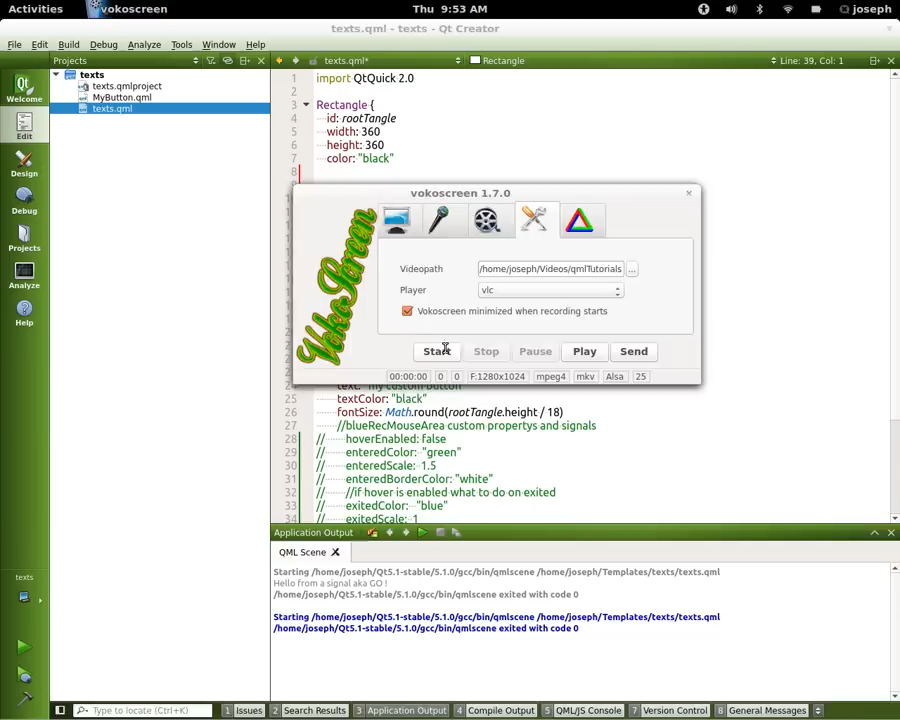 Activities
vokoscreen
Thu 9:53 AM
joseph
texts.qml - texts - Qt Creator
File Edit Build Debug Analyze Tools Window Help
Projects
texts.qml*
Rectangle
Line: 39, Col: 1
Welcome
Edit
Design
Debug
Projects
Analyze
Help
texts
texts.qmlproject
MyButton.qml
texts.qml
1 import QtQuick 2.0
2
3 Rectangle {
4 id: rootTangle
5 width: 360
6 height: 360
7 color: "black"
8
vokoscreen 1.7.0
VokoScreen
Videopath /home/joseph/Videos/qmlTutorials ...
Player vlc
Vokoscreen minimized when recording starts
Start Stop Pause Play Send
00:00:00 0 0 F:1280x1024 mpeg4 mkv Alsa 25
text: "my custom button"
25 textColor: "black"
26 fontSize: Math.round(rootTangle.height / 18)
27 //blueRecMouseArea custom propertys and signals
28 // hoverEnabled: false
29 // enteredColor: "green"
30 // enteredScale: 1.5
31 // enteredBorderColor: "white"
32 // //if hover is enabled what to do on exited
33 // exitedColor: "blue"
34 // exitedScale: 1
Application Output
QML Scene
Starting /home/joseph/Qt5.1-stable/5.1.0/gcc/bin/qmlscene /home/joseph/Templates/texts/texts.qml
Hello from a signal aka GO !
/home/joseph/Qt5.1-stable/5.1.0/gcc/bin/qmlscene exited with code 0
Starting /home/joseph/Qt5.1-stable/5.1.0/gcc/bin/qmlscene /home/joseph/Templates/texts/texts.qml
/home/joseph/Qt5.1-stable/5.1.0/gcc/bin/qmlscene exited with code 0
texts
Type to locate (Ctrl+K)
1 Issues
2 Search Results
3 Application Output
4 Compile Output
5 QML/JS Console
7 Version Control
8 General Messages